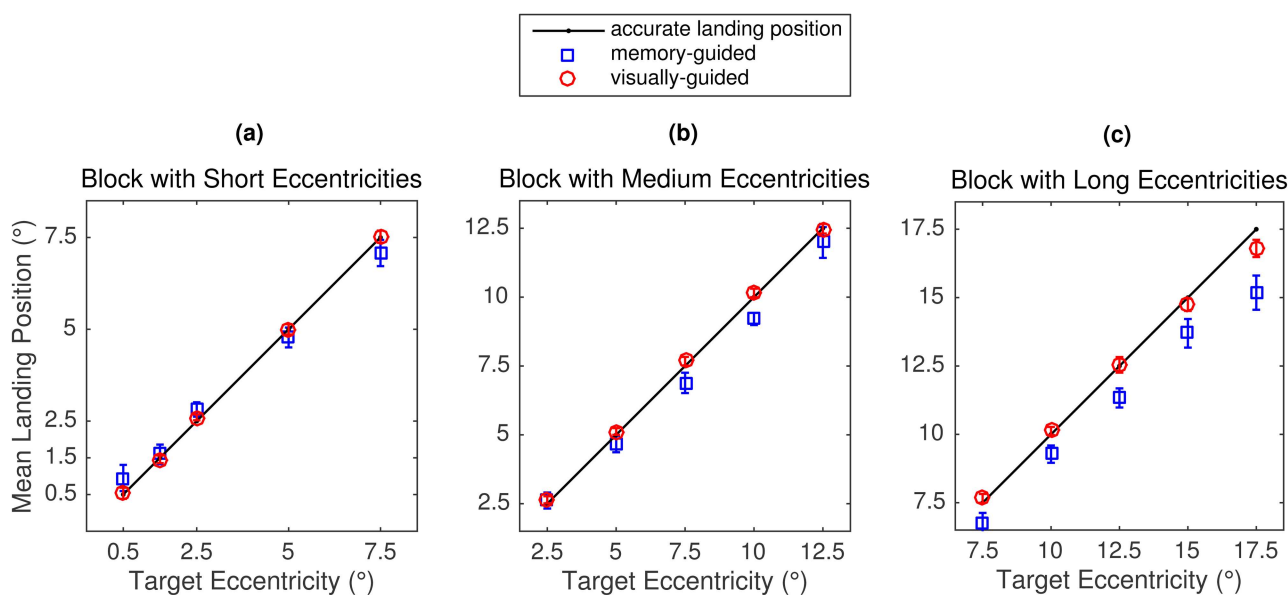 accurate landing position
memory-guided
visually-guided
(a)
(b)
(c)
Block with Short Eccentricities
Block with Medium Eccentricities
Block with Long Eccentricities
Mean Landing Position (°)
7.5
5
2.5
1.5
0.5
0.5 2.5 5 7.5
Target Eccentricity (°)
12.5
10
7.5
5
2.5
2.5 5 7.5 10 12.5
Target Eccentricity (°)
17.5
15
12.5
10
7.5
7.5 10 12.5 15 17.5
Target Eccentricity (°)